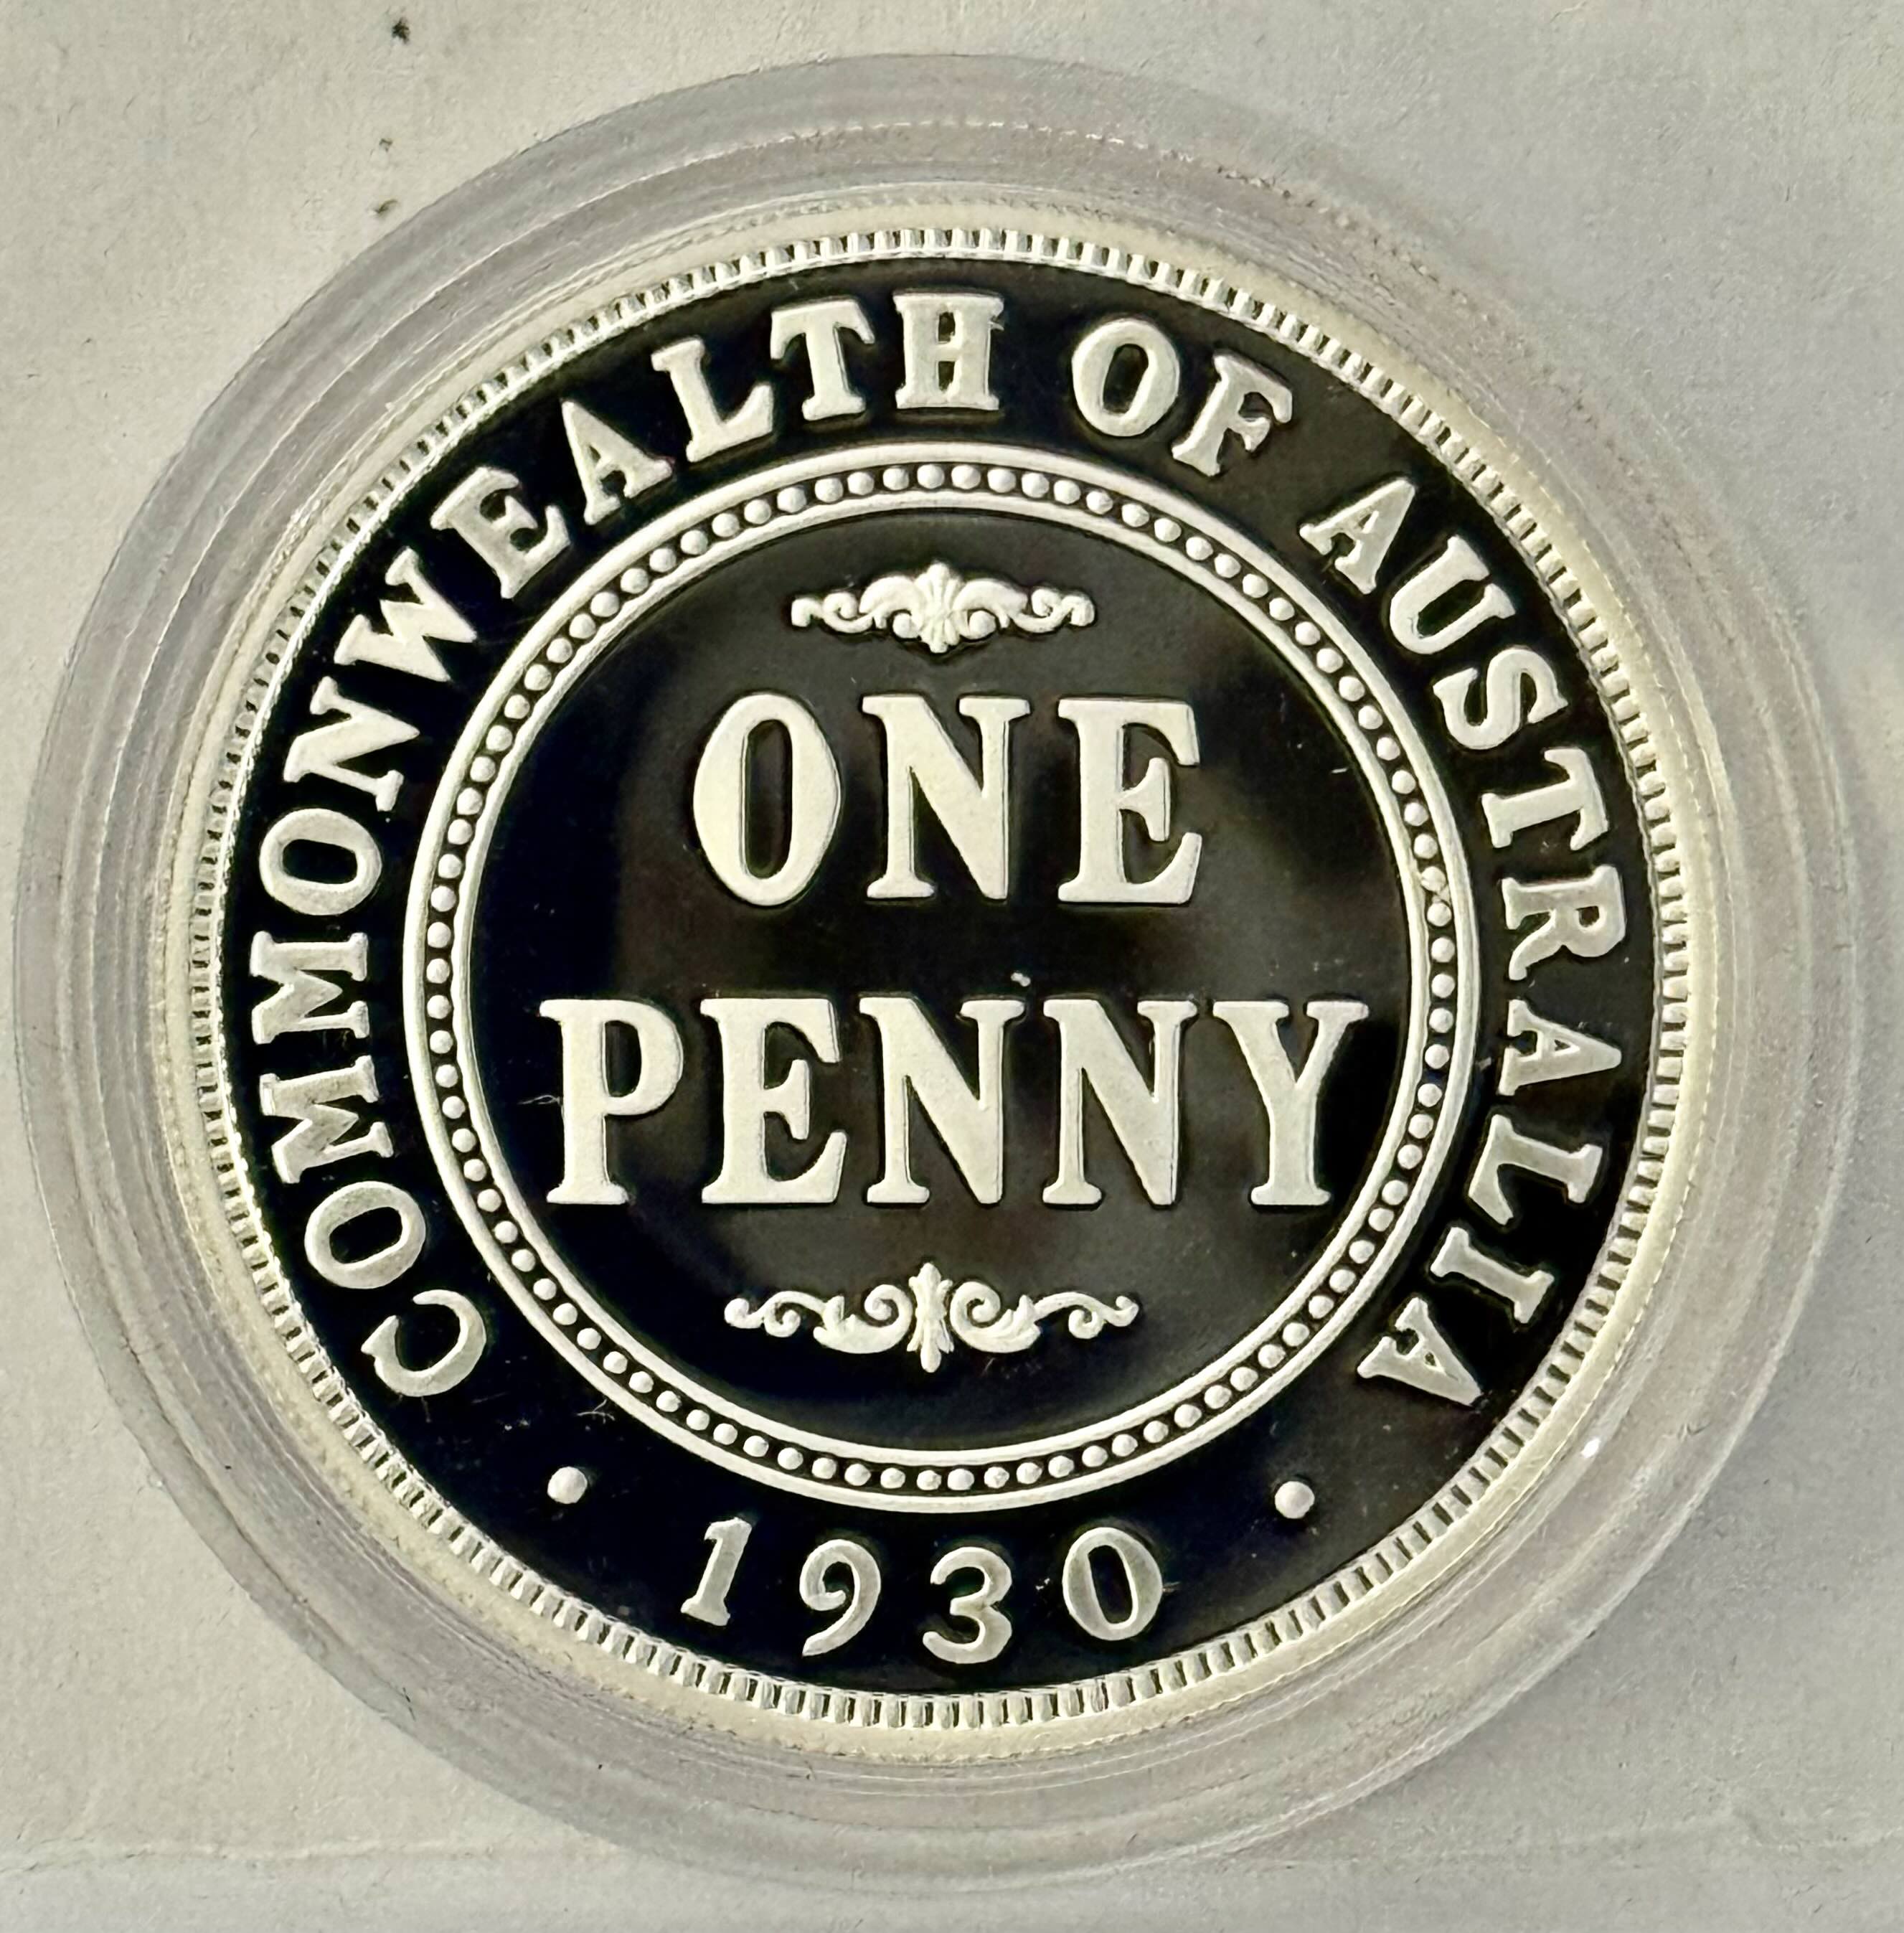 COMMONWEALTH OF AUSTRALIA
ONE
PENNY
· 1930 ·